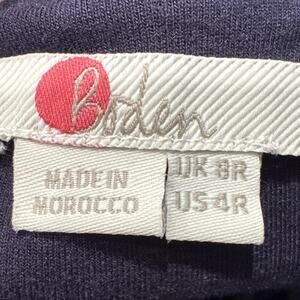 Boden
MADE IN
MOROCCO
UK 8R
US 4R